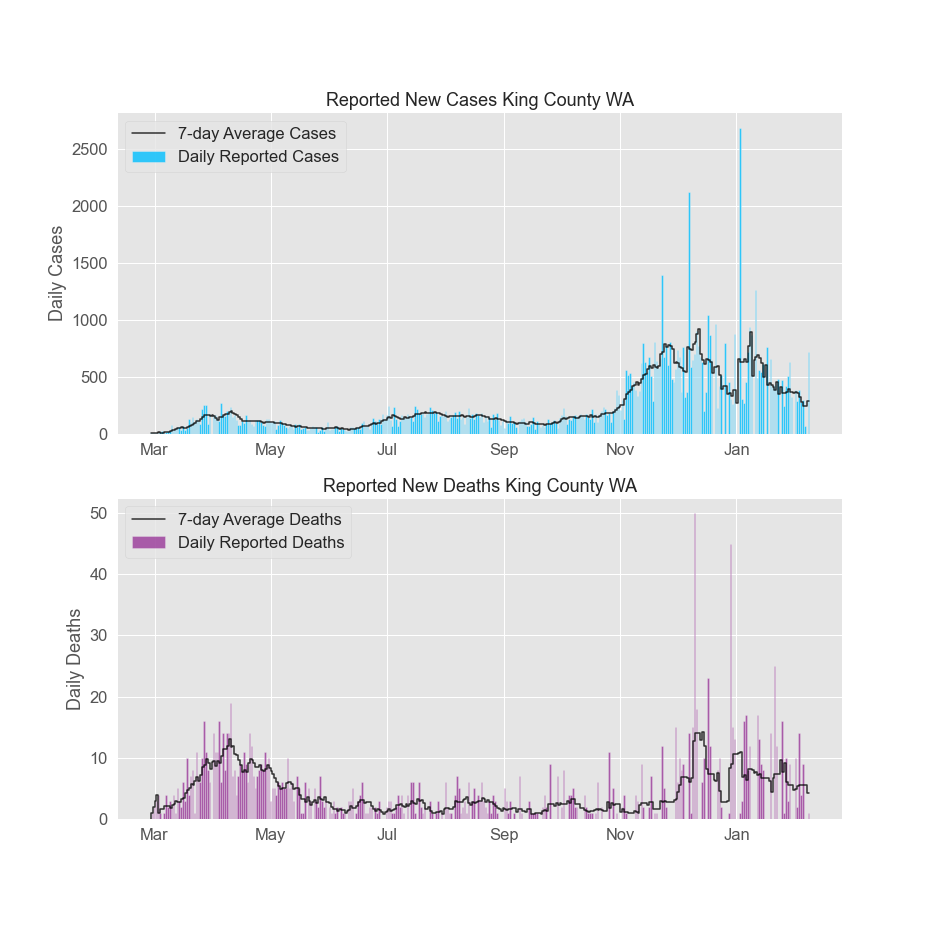 Reported New Cases King County WA
7-day Average Cases
Daily Reported Cases
Daily Cases
2500
2000
1500
1000
500
0
Mar May Jul Sep Nov Jan
Reported New Deaths King County WA
7-day Average Deaths
Daily Reported Deaths
Daily Deaths
50
40
30
20
10
0
Mar May Jul Sep Nov Jan